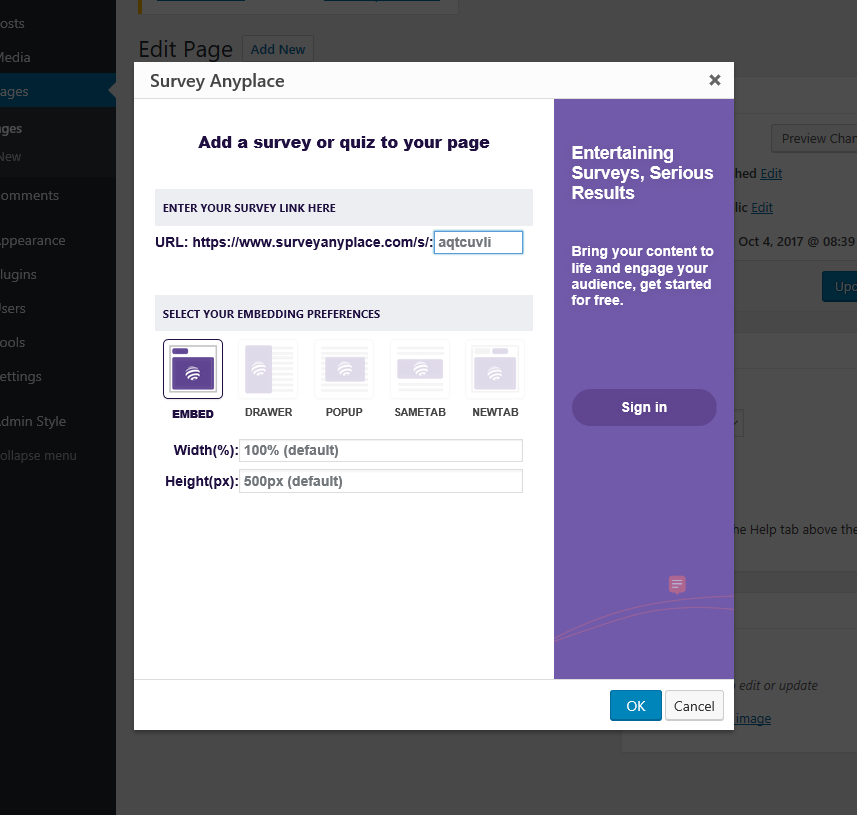 osts
Media
ages
ages
New
omments
ppearance
lugins
sers
ools
ettings
dmin Style
ollapse menu
Edit Page
Add New
Survey Anyplace
Add a survey or quiz to your page
ENTER YOUR SURVEY LINK HERE
URL: https://www.surveyanyplace.com/s/:
aqtcuvli
SELECT YOUR EMBEDDING PREFERENCES
EMBED
DRAWER
POPUP
SAMETAB
NEWTAB
Width(%): 100% (default)
Height(px): 500px (default)
Entertaining
Surveys, Serious
Results
Bring your content to
life and engage your
audience, get started
for free.
Sign in
OK
Cancel
Preview Chan
hed Edit
lic Edit
Oct 4, 2017 @ 08:39
Upd
he Help tab above the
edit or update
image